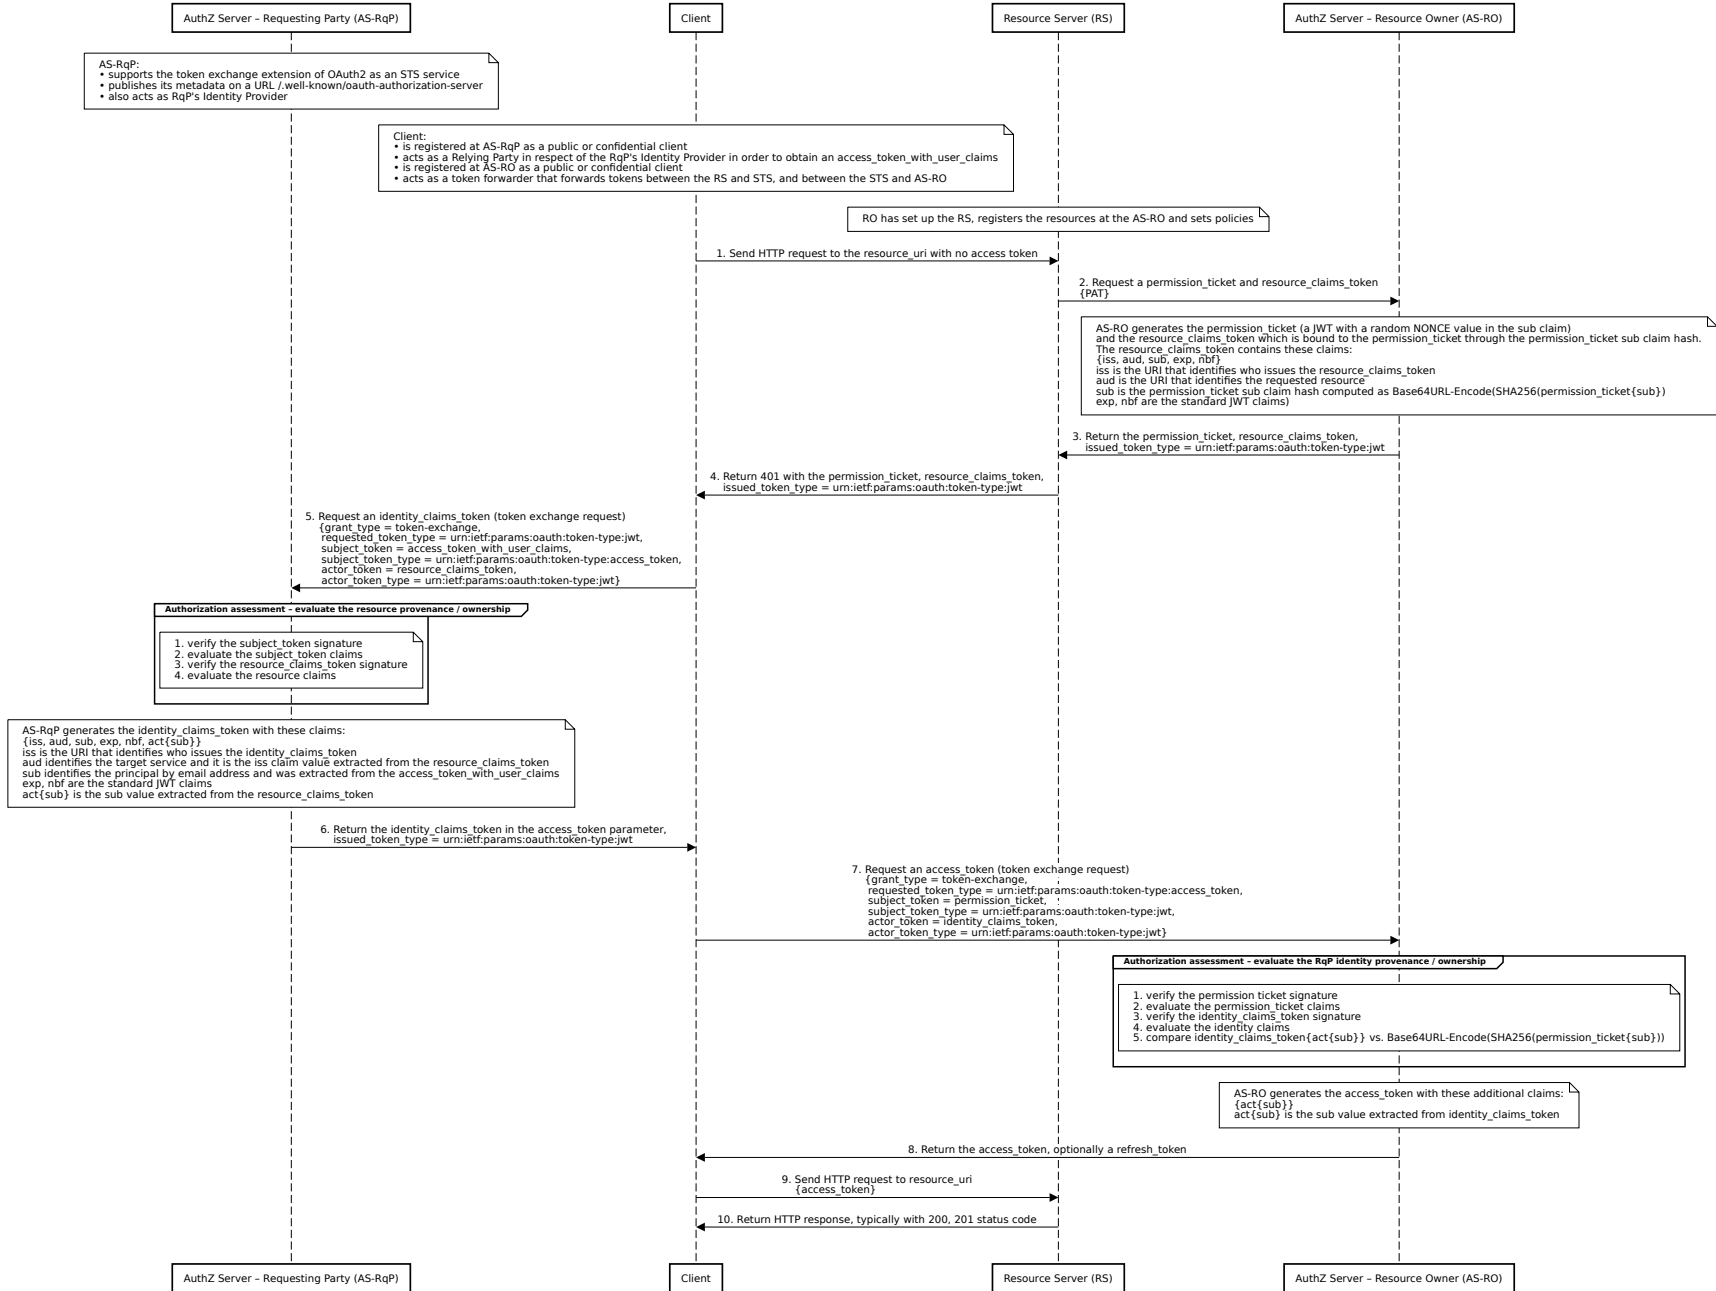 AuthZ Server – Requesting Party (AS-RqP)
Client
Resource Server (RS)
AuthZ Server – Resource Owner (AS-RO)
AS-RqP:
• supports the token exchange extension of OAuth2 as an STS service
• publishes its metadata on a URL /.well-known/oauth-authorization-server
• also acts as RqP's Identity Provider
Client:
• is registered at AS-RqP as a public or confidential client
• acts as a Relying Party in respect of the RqP's Identity Provider in order to obtain an access_token_with_user_claims
• is registered at AS-RO as a public or confidential client
• acts as a token forwarder that forwards tokens between the RS and STS, and between the STS and AS-RO
RO has set up the RS, registers the resources at the AS-RO and sets policies
1. Send HTTP request to the resource_uri with no access token
2. Request a permission_ticket and resource_claims_token
{PAT}
AS-RO generates the permission_ticket (a JWT with a random NONCE value in the sub claim)
and the resource_claims_token which is bound to the permission_ticket through the permission_ticket sub claim hash.
The resource_claims_token contains these claims:
{iss, aud, sub, exp, nbf}
iss is the URI that identifies who issues the resource_claims_token
aud is the URI that identifies the requested resource
sub is the permission_ticket sub claim hash computed as Base64URL-Encode(SHA256(permission_ticket{sub})
exp, nbf are the standard JWT claims)
3. Return the permission_ticket, resource_claims_token,
issued_token_type = urn:ietf:params:oauth:token-type:jwt
4. Return 401 with the permission_ticket, resource_claims_token,
issued_token_type = urn:ietf:params:oauth:token-type:jwt
5. Request an identity_claims_token (token exchange request)
{grant_type = token-exchange,
requested_token_type = urn:ietf:params:oauth:token-type:jwt,
subject_token = access_token_with_user_claims,
subject_token_type = urn:ietf:params:oauth:token-type:access_token,
actor_token = resource_claims_token,
actor_token_type = urn:ietf:params:oauth:token-type:jwt}
Authorization assessment – evaluate the resource provenance / ownership
1. verify the subject_token signature
2. evaluate the subject_token claims
3. verify the resource_claims_token signature
4. evaluate the resource claims
AS-RqP generates the identity_claims_token with these claims:
{iss, aud, sub, exp, nbf, act{sub}}
iss is the URI that identifies who issues the identity_claims_token
aud identifies the target service and it is the iss claim value extracted from the resource_claims_token
sub identifies the principal by email address and was extracted from the access_token_with_user_claims
exp, nbf are the standard JWT claims
act{sub} is the sub value extracted from the resource_claims_token
6. Return the identity_claims_token in the access_token parameter,
issued_token_type = urn:ietf:params:oauth:token-type:jwt
7. Request an access_token (token exchange request)
{grant_type = token-exchange,
requested_token_type = urn:ietf:params:oauth:token-type:access_token,
subject_token = permission_ticket,
subject_token_type = urn:ietf:params:oauth:token-type:jwt,
actor_token = identity_claims_token,
actor_token_type = urn:ietf:params:oauth:token-type:jwt}
Authorization assessment – evaluate the RqP identity provenance / ownership
1. verify the permission ticket signature
2. evaluate the permission_ticket claims
3. verify the identity_claims_token signature
4. evaluate the identity claims
5. compare identity_claims_token{act{sub}} vs. Base64URL-Encode(SHA256(permission_ticket{sub}))
AS-RO generates the access_token with these additional claims:
{act{sub}}
act{sub} is the sub value extracted from identity_claims_token
8. Return the access_token, optionally a refresh_token
9. Send HTTP request to resource_uri
{access_token}
10. Return HTTP response, typically with 200, 201 status code
AuthZ Server – Requesting Party (AS-RqP)
Client
Resource Server (RS)
AuthZ Server – Resource Owner (AS-RO)